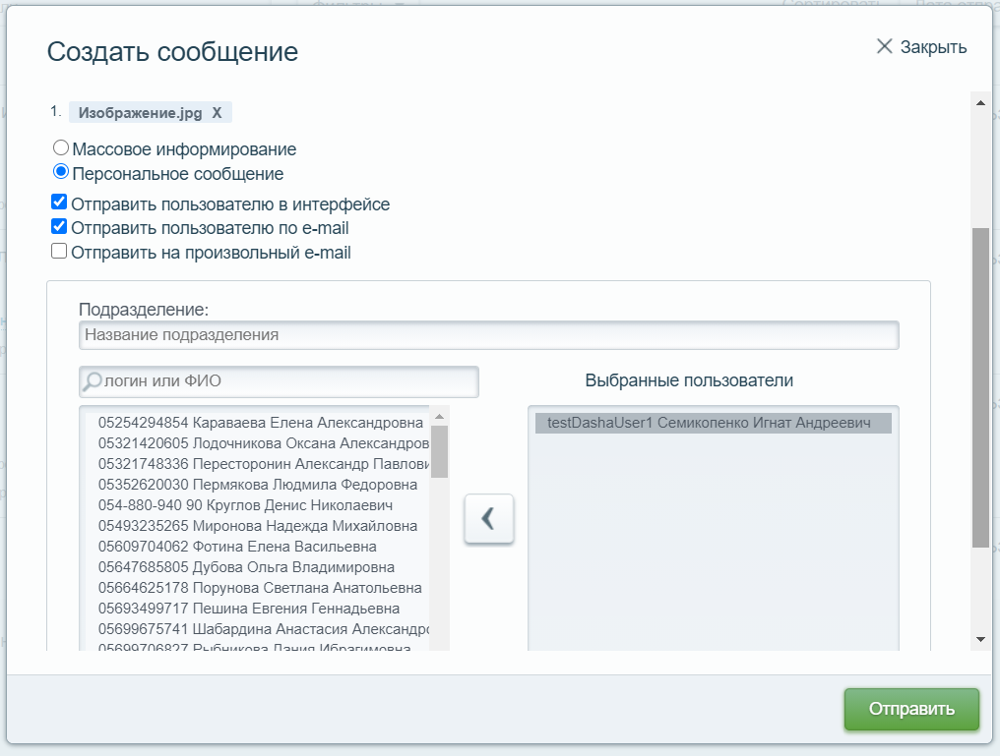 Создать сообщение
Закрыть
1. Изображение.jpg X
Массовое информирование
Персональное сообщение
Отправить пользователю в интерфейсе
Отправить пользователю по e-mail
Отправить на произвольный e-mail
Подразделение:
Название подразделения
логин или ФИО
Выбранные пользователи
05254294854 Караваева Елена Александровна
05321420605 Лодочникова Оксана Александров
05321748336 Пересторонин Александр Павлови
05352620030 Пермякова Людмила Федоровна
054-880-940 90 Круглов Денис Николаевич
05493235265 Миронова Надежда Михайловна
05609704062 Фотина Елена Васильевна
05647685805 Дубова Ольга Владимировна
05664625178 Порунова Светлана Анатольевна
05693499717 Пешина Евгения Геннадьевна
05699675741 Шабардина Анастасия Александро
05699706827 Рыбникова Лания Ибрагимовна
testDashaUser1 Семикопенко Игнат Андреевич
Отправить